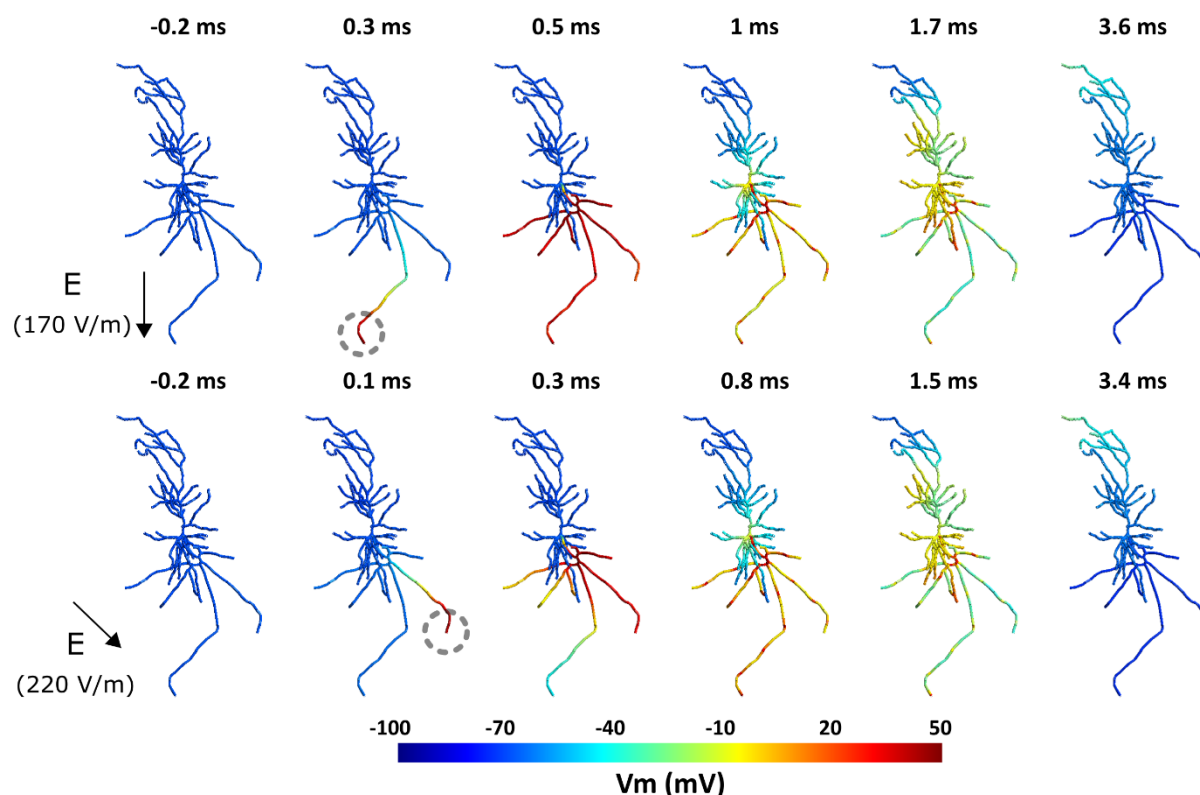 -0.2 ms 0.3 ms 0.5 ms 1 ms 1.7 ms 3.6 ms
E
(170 V/m)
-0.2 ms 0.1 ms 0.3 ms 0.8 ms 1.5 ms 3.4 ms
E
(220 V/m)
-100 -70 -40 -10 20 50
Vm (mV)